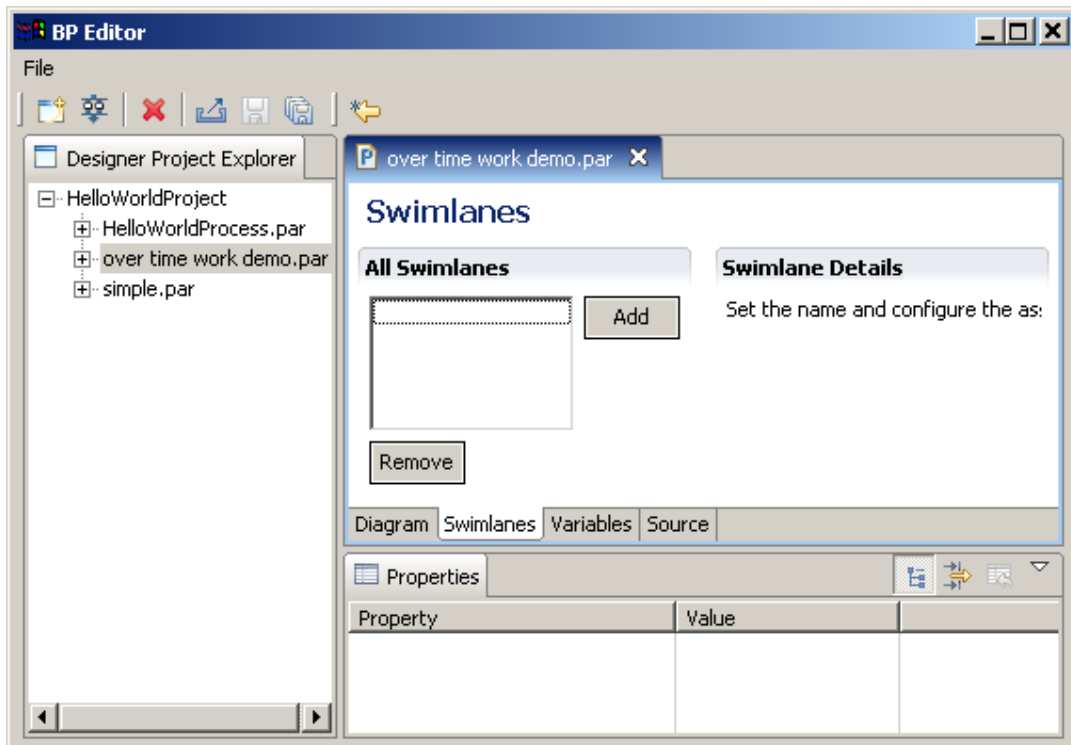 BP Editor
File
Designer Project Explorer
HelloWorldProject
HelloWorldProcess.par
over time work demo.par
simple.par
P over time work demo.par
Swimlanes
All Swimlanes
Add
Remove
Swimlane Details
Set the name and configure the as
Diagram Swimlanes Variables Source
Properties
Property Value